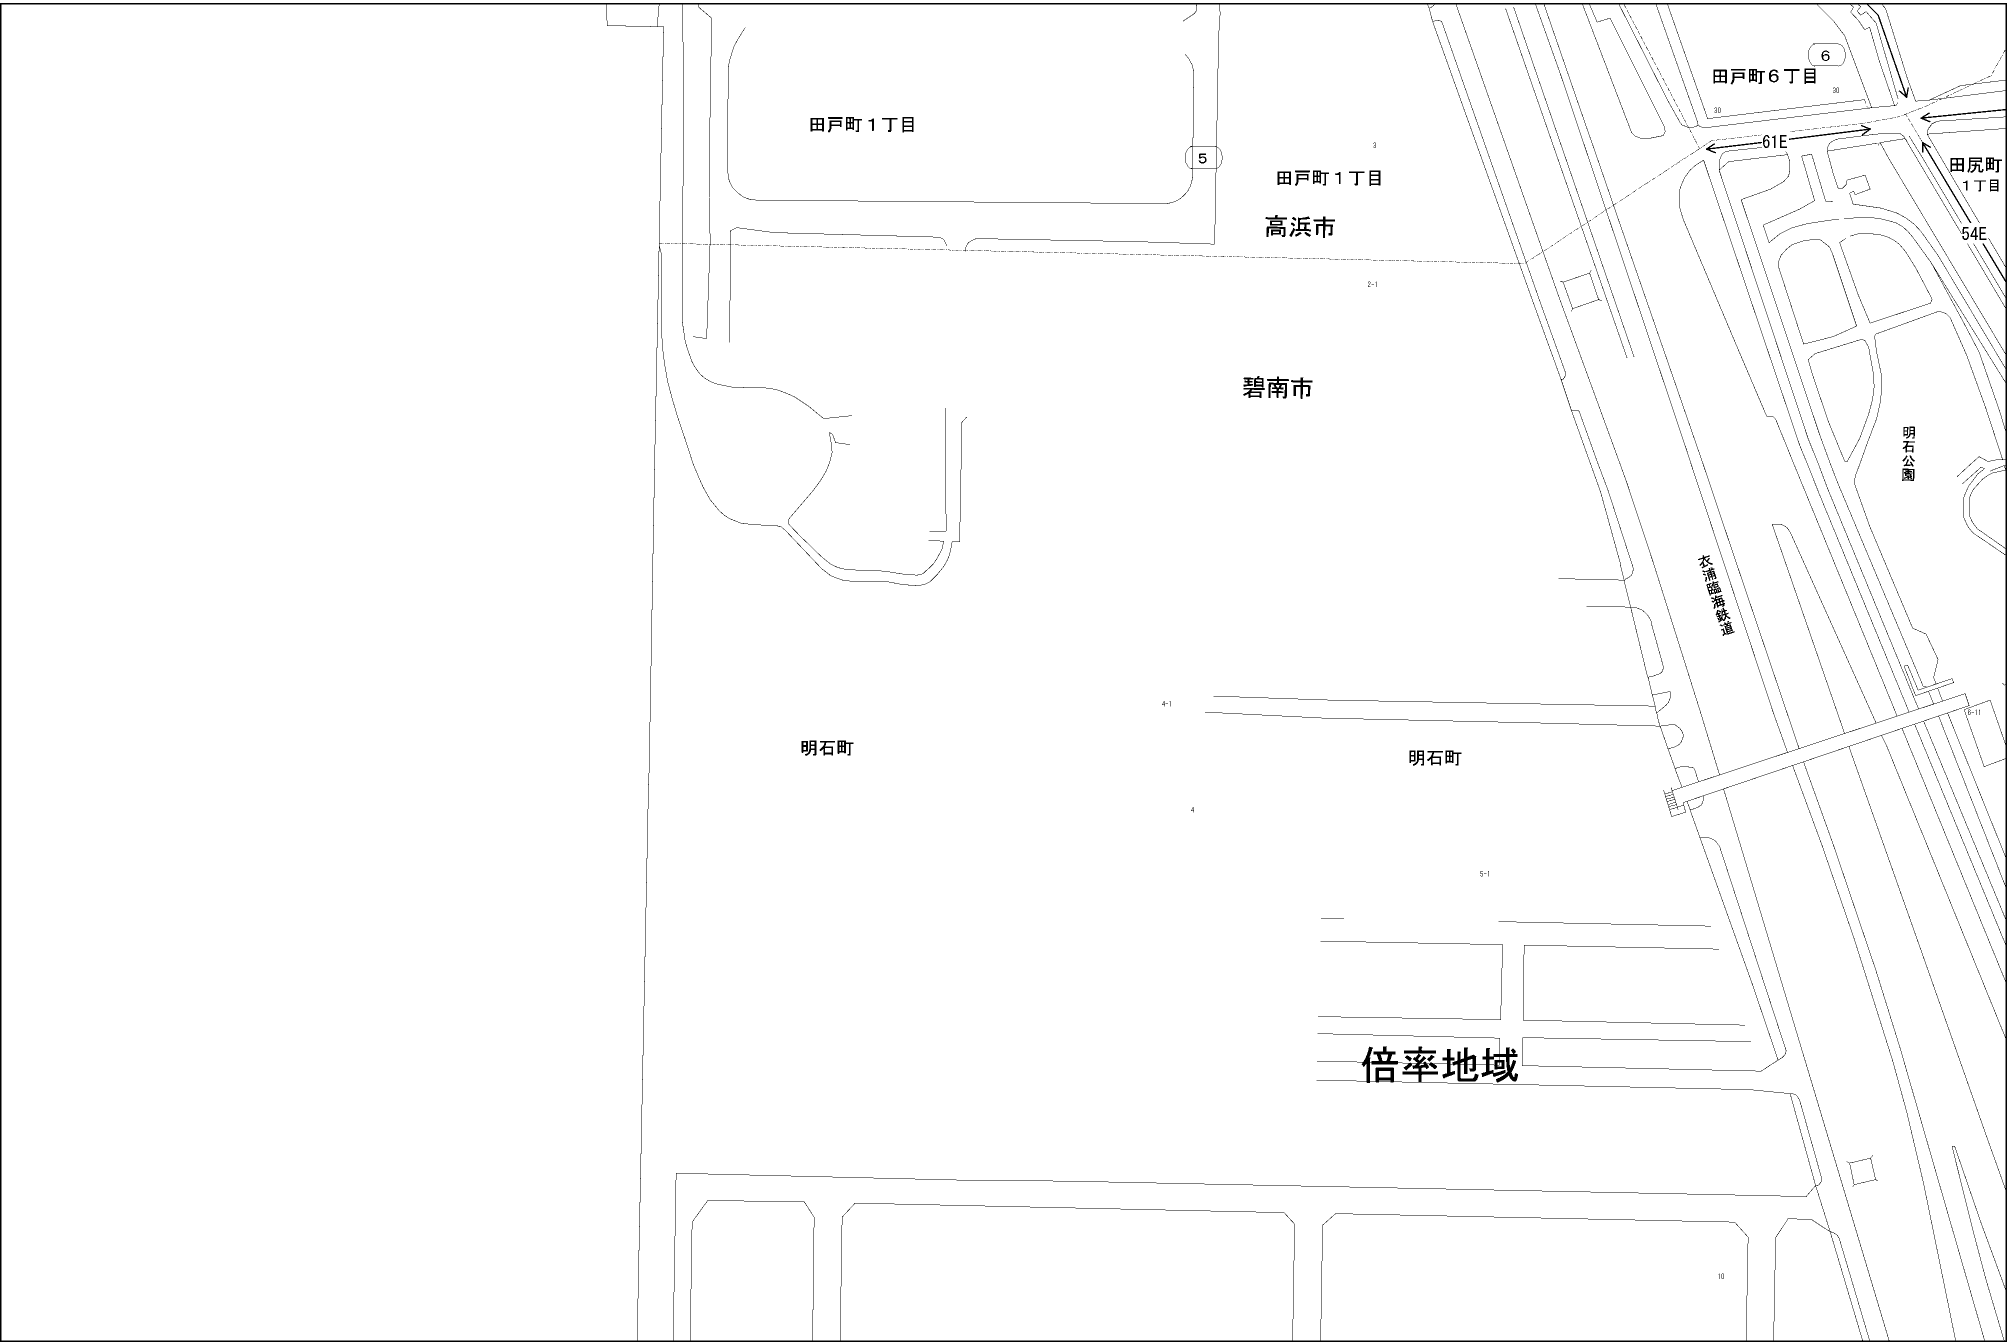 6
田戸町6丁目
30
30
田戸町1丁目
61E
3
5
田尻町
1丁目
田戸町1丁目
高浜市
54E
2-1
碧南市
明石公園
衣浦臨海鉄道
4-1
6-11
明石町
明石町
4
5-1
倍率地域
10